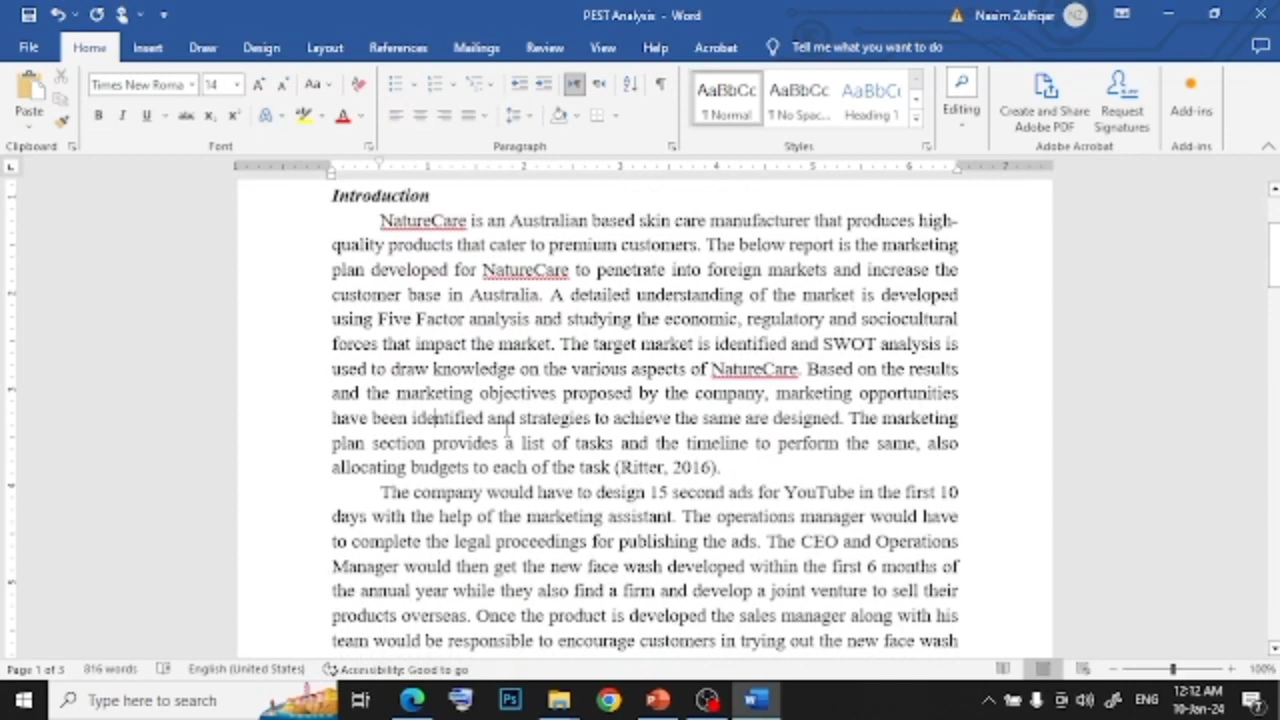 PEST Analysis - Word
Nasim Zulfiqar
NZ
File Home Insert Draw Design Layout References Mailings Review View Help Acrobat Tell me what you want to do
Paste
Times New Roma 14
Aa
B I U abc x₂ x² A
AaBbCc AaBbCc AaBbCc
¶ Normal ¶ No Spac... Heading 1
Editing
Create and Share Adobe PDF
Request Signatures
Add-ins
Clipboard Font Paragraph Styles Adobe Acrobat Add-ins
1 2 3 4 5 6 7
Introduction
NatureCare is an Australian based skin care manufacturer that produces high-
quality products that cater to premium customers. The below report is the marketing
plan developed for NatureCare to penetrate into foreign markets and increase the
customer base in Australia. A detailed understanding of the market is developed
using Five Factor analysis and studying the economic, regulatory and sociocultural
forces that impact the market. The target market is identified and SWOT analysis is
used to draw knowledge on the various aspects of NatureCare. Based on the results
and the marketing objectives proposed by the company, marketing opportunities
have been identified and strategies to achieve the same are designed. The marketing
plan section provides a list of tasks and the timeline to perform the same, also
allocating budgets to each of the task (Ritter, 2016).
The company would have to design 15 second ads for YouTube in the first 10
days with the help of the marketing assistant. The operations manager would have
to complete the legal proceedings for publishing the ads. The CEO and Operations
Manager would then get the new face wash developed within the first 6 months of
the annual year while they also find a firm and develop a joint venture to sell their
products overseas. Once the product is developed the sales manager along with his
team would be responsible to encourage customers in trying out the new face wash
Page 1 of 3 816 words English (United States) Accessibility: Good to go 100%
Type here to search
Ps
ENG
12:12 AM
10-Jan-24